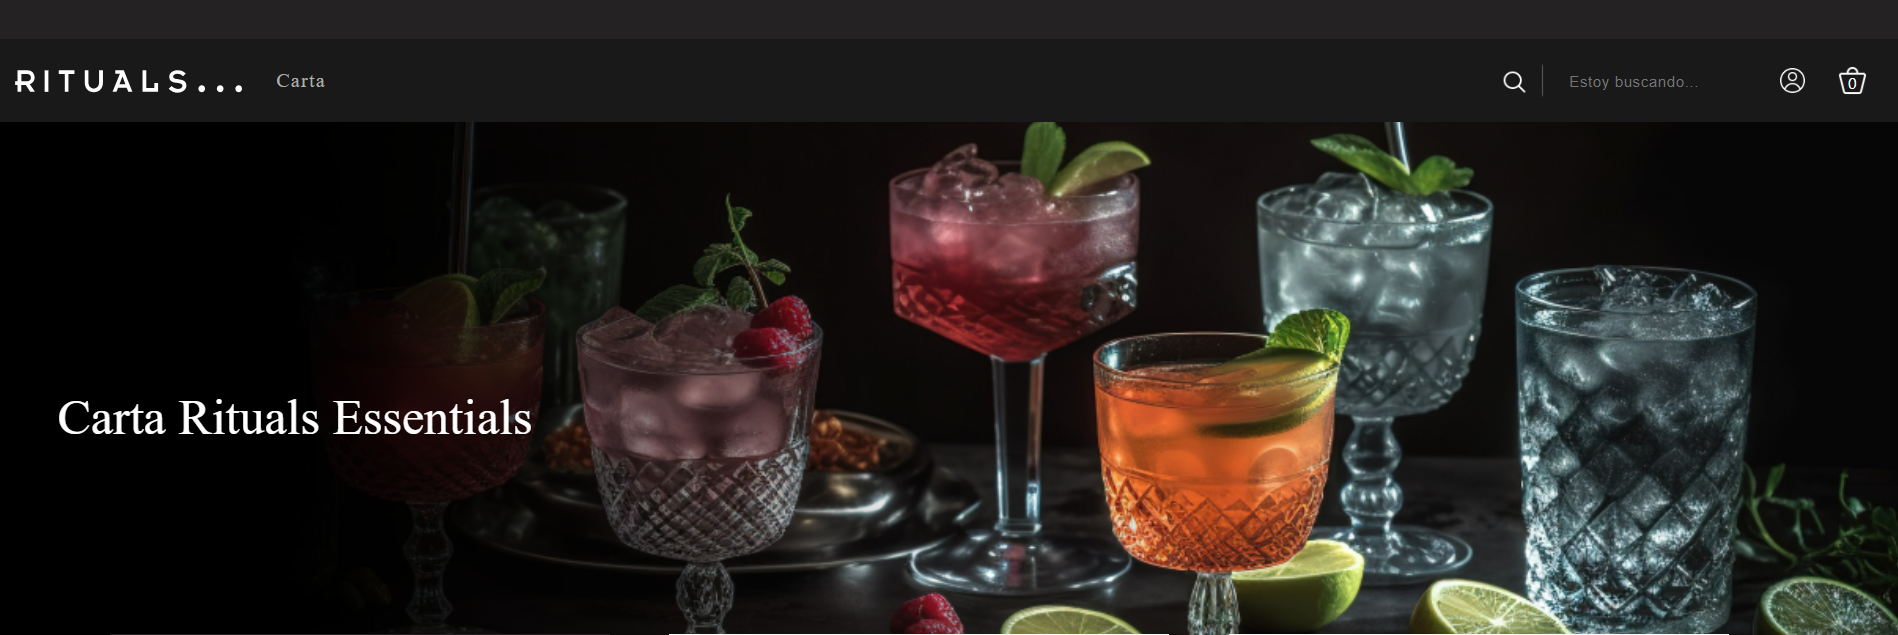 RITUALS...
Carta
Estoy buscando...
0
Carta Rituals Essentials